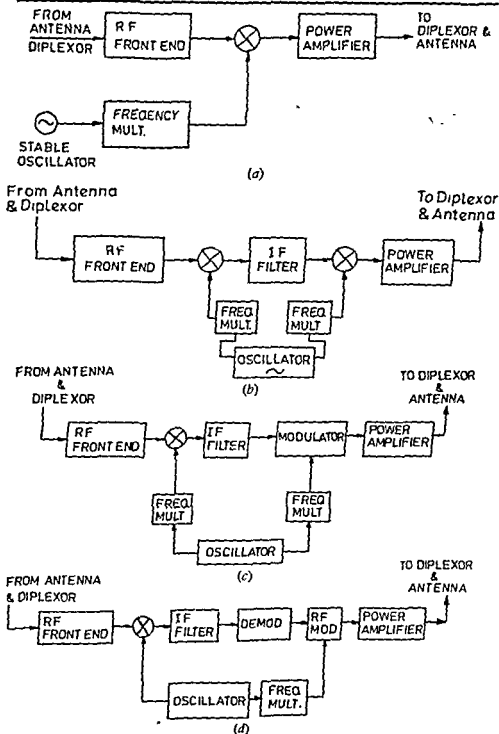 FROM
ANTENNA
DIPLEXOR
RF
FRONT END
POWER
AMPLIFIER
TO
DIPLEXOR &
ANTENNA
FREQENCY
MULT.
STABLE
OSCILLATOR
(a)
From Antenna
& Diplexor
To Diplexor
& Antenna
RF
FRONT END
IF
FILTER
POWER
AMPLIFIER
FREQ.
MULT.
FREQ.
MULT
OSCILLATOR
(b)
FROM ANTENNA
&
DIPLEXOR
TO DIPLEXOR
&
ANTENNA
RF
FRONT END
IF
FILTER
MODULATOR
POWER
AMPLIFIER
FREQ.
MULT
FREQ.
MULT
OSCILLATOR
(c)
FROM ANTENNA
& DIPLEXOR
TO DIPLEXOR
&
ANTENNA
RF
FRONT END
IF
FILTER
DEMOD
RF
MOD
POWER
AMPLIFIER
OSCILLATOR
FREQ.
MULT.
(d)